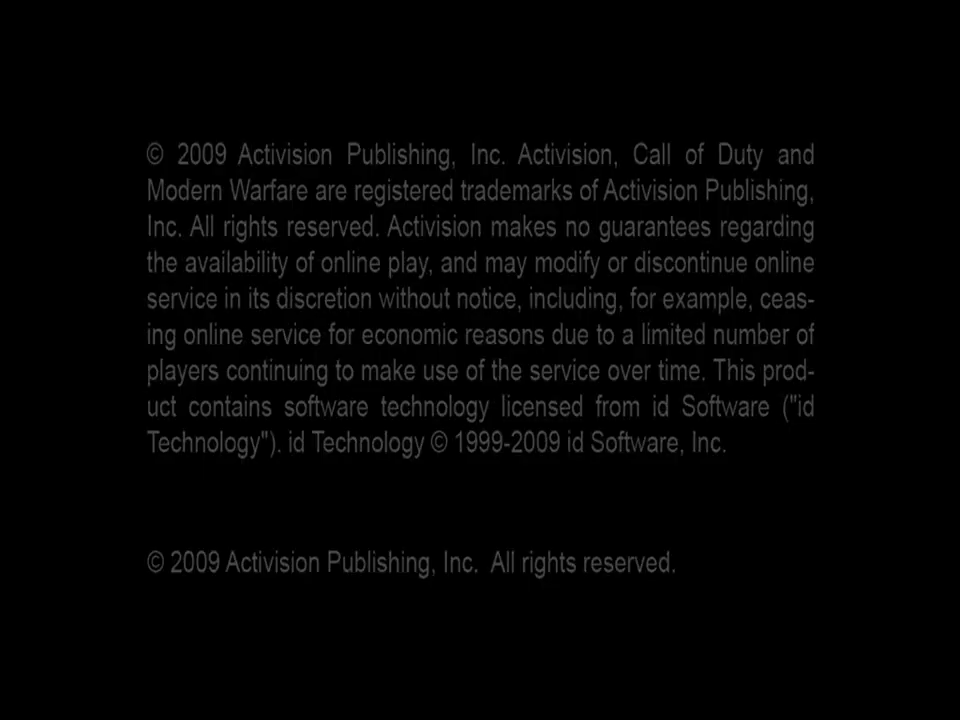 © 2009 Activision Publishing, Inc. Activision, Call of Duty and
Modern Warfare are registered trademarks of Activision Publishing,
Inc. All rights reserved. Activision makes no guarantees regarding
the availability of online play, and may modify or discontinue online
service in its discretion without notice, including, for example, ceas-
ing online service for economic reasons due to a limited number of
players continuing to make use of the service over time. This prod-
uct contains software technology licensed from id Software ("id
Technology"). id Technology © 1999-2009 id Software, Inc.
© 2009 Activision Publishing, Inc.  All rights reserved.